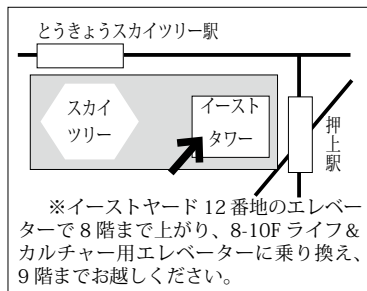 とうきょうスカイツリー駅
スカイ
ツリー
イースト
タワー
押上駅
※イーストヤード 12 番地のエレベー
ターで 8 階まで上がり、8-10F ライフ＆
カルチャー用エレベーターに乗り換え、
9 階までお越しください。